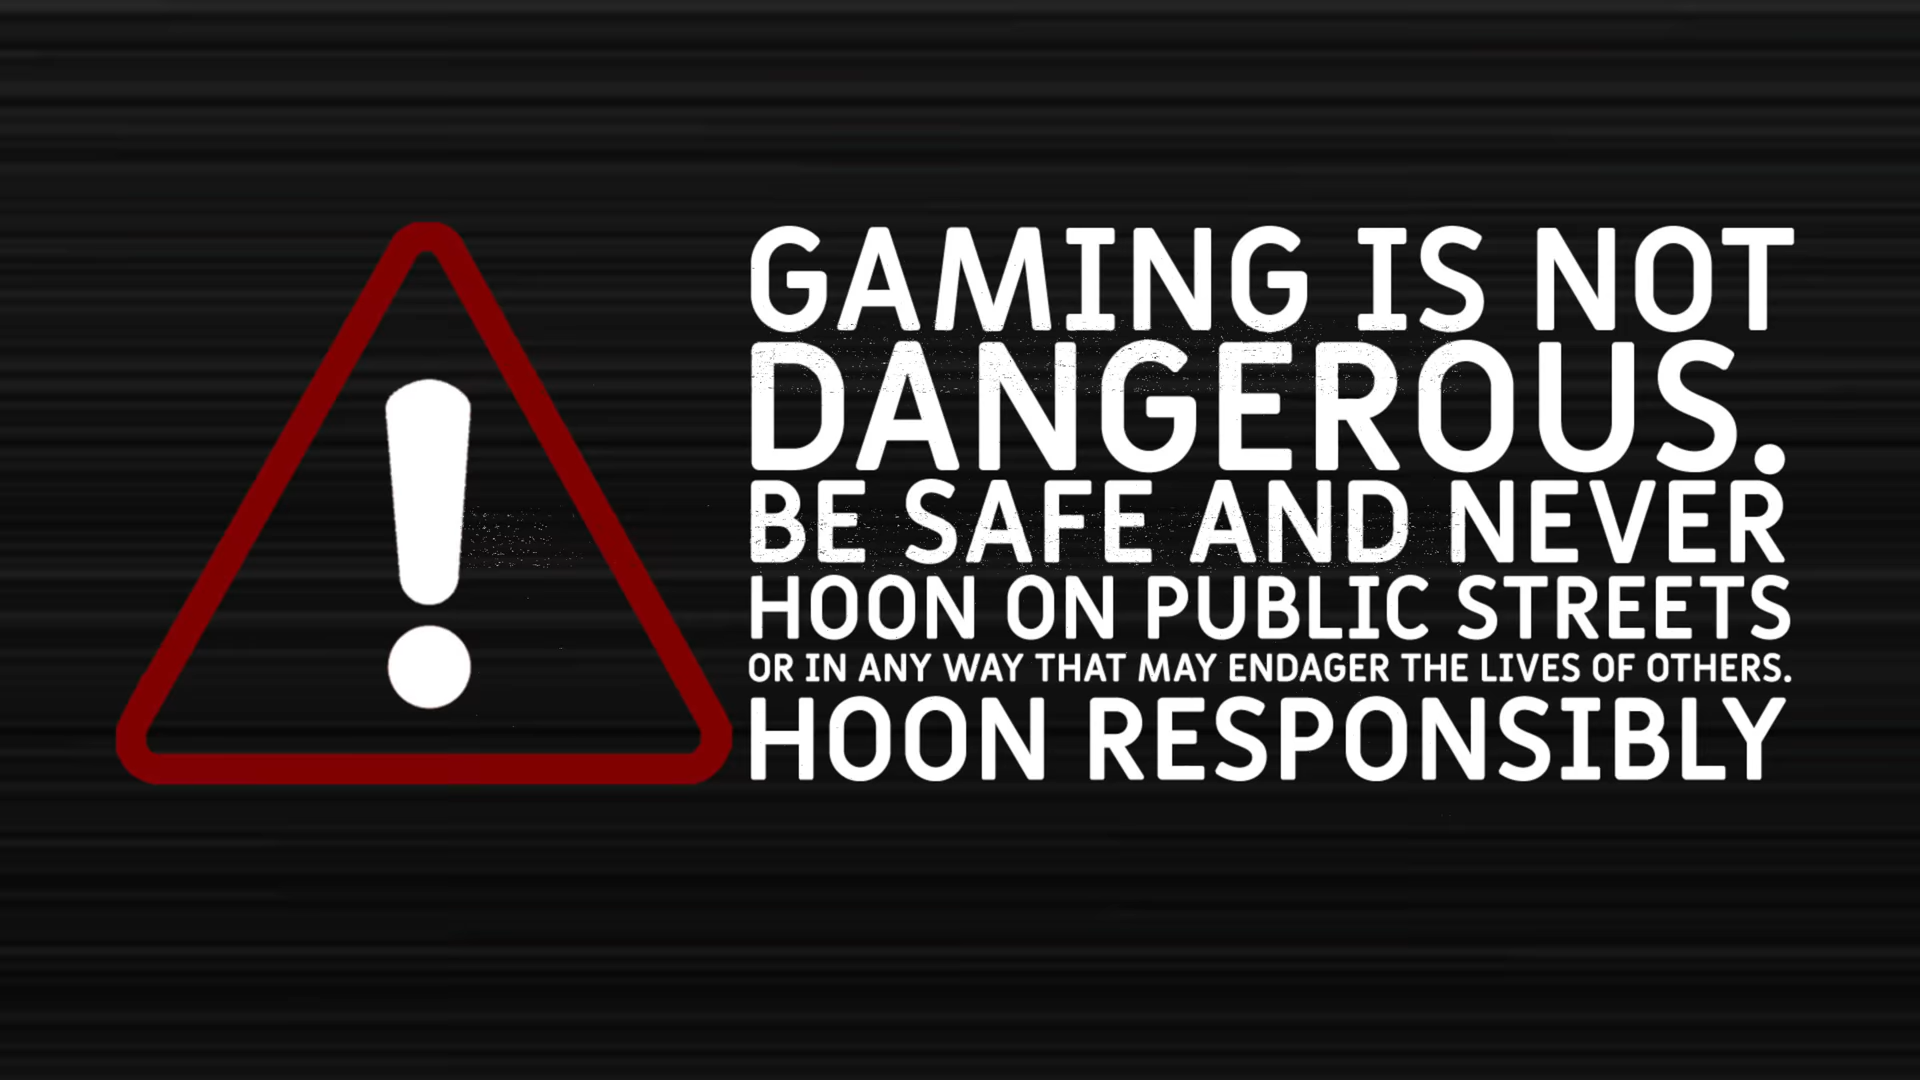 GAMING IS NOT
DANGEROUS.
BE SAFE AND NEVER
HOON ON PUBLIC STREETS
OR IN ANY WAY THAT MAY ENDAGER THE LIVES OF OTHERS.
HOON RESPONSIBLY